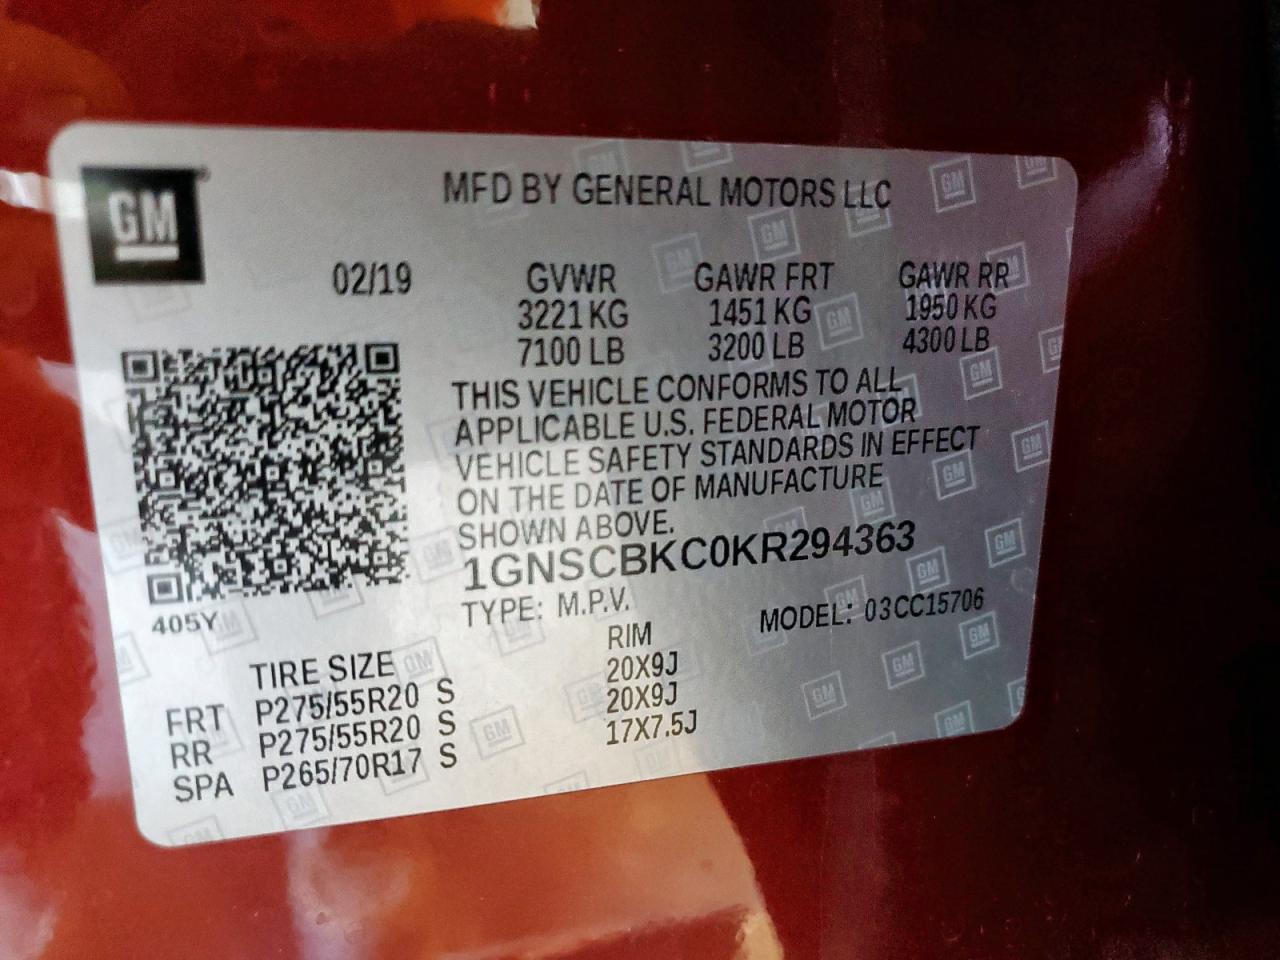 GM
MFD BY GENERAL MOTORS LLC
02/19 GVWR GAWR FRT GAWR RR
3221 KG 1451 KG 1950 KG
7100 LB 3200 LB 4300 LB
THIS VEHICLE CONFORMS TO ALL
APPLICABLE U.S. FEDERAL MOTOR
VEHICLE SAFETY STANDARDS IN EFFECT
ON THE DATE OF MANUFACTURE
SHOWN ABOVE.
1GNSCBKC0KR294363
405Y
TYPE: M.P.V. MODEL: 03CC15706
TIRE SIZE RIM
FRT P275/55R20 S 20X9J
RR P275/55R20 S 20X9J
SPA P265/70R17 S 17X7.5J